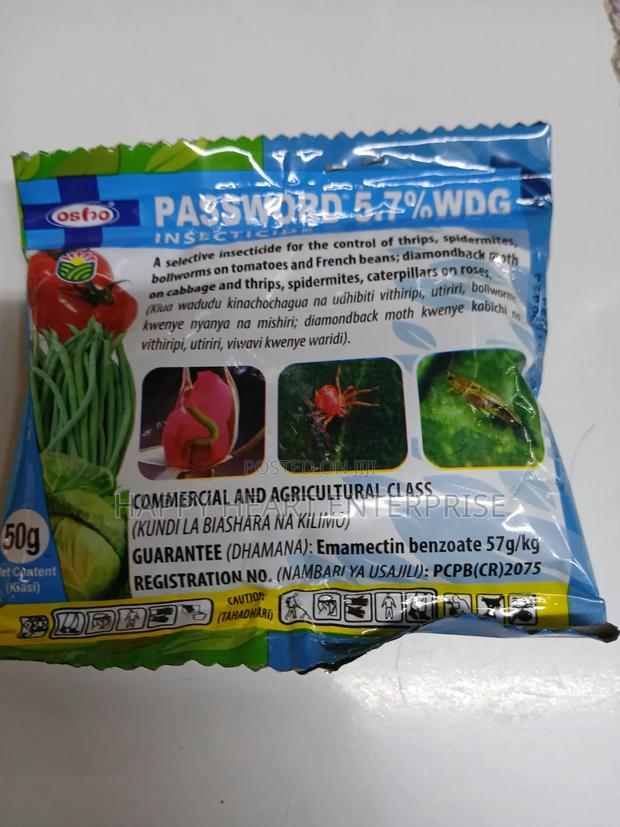 osho
PASSWORD 5.7%WDG
INSECTICIDE
A selective insecticide for the control of thrips, spidermites,
bollworms on tomatoes and French beans; diamondback moth
on cabbage and thrips, spidermites, caterpillars on roses.
(Kiua wadudu kinachochagua na udhibiti vithiripi, utiriri, bollworms
kwenye nyanya na mishiri; diamondback moth kwenye kabichi
vithiripi, utiriri, viwavi kwenye waridi).
POSTED ON JIJI
HAPPY HEART ENTERPRISE
COMMERCIAL AND AGRICULTURAL CLASS
(KUNDI LA BIASHARA NA KILIMO)
GUARANTEE (DHAMANA): Emamectin benzoate 57g/kg
REGISTRATION NO. (NAMBARI YA USAJILI): PCPB(CR)2075
50g
Net Content
(Kiasi)
CAUTION
(TAHADHARI)